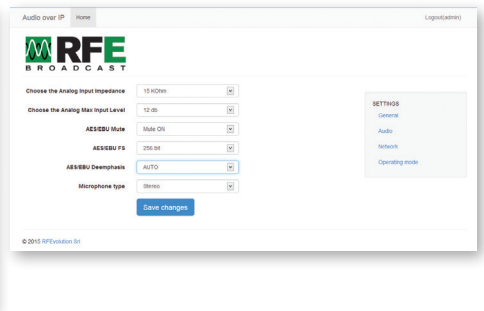 Audio over IP Home Logout(admin)
RFE
BROADCAST
Choose the Analog Input Impedance 15 KOhm
Choose the Analog Max Input Level 12 db
AES/EBU Mute Mute ON
AES/EBU FS 256 bit
AES/EBU Deemphasis AUTO
Microphone type Stereo
Save changes
SETTINGS
General
Audio
Network
Operating mode
© 2015 RFEvolution Srl